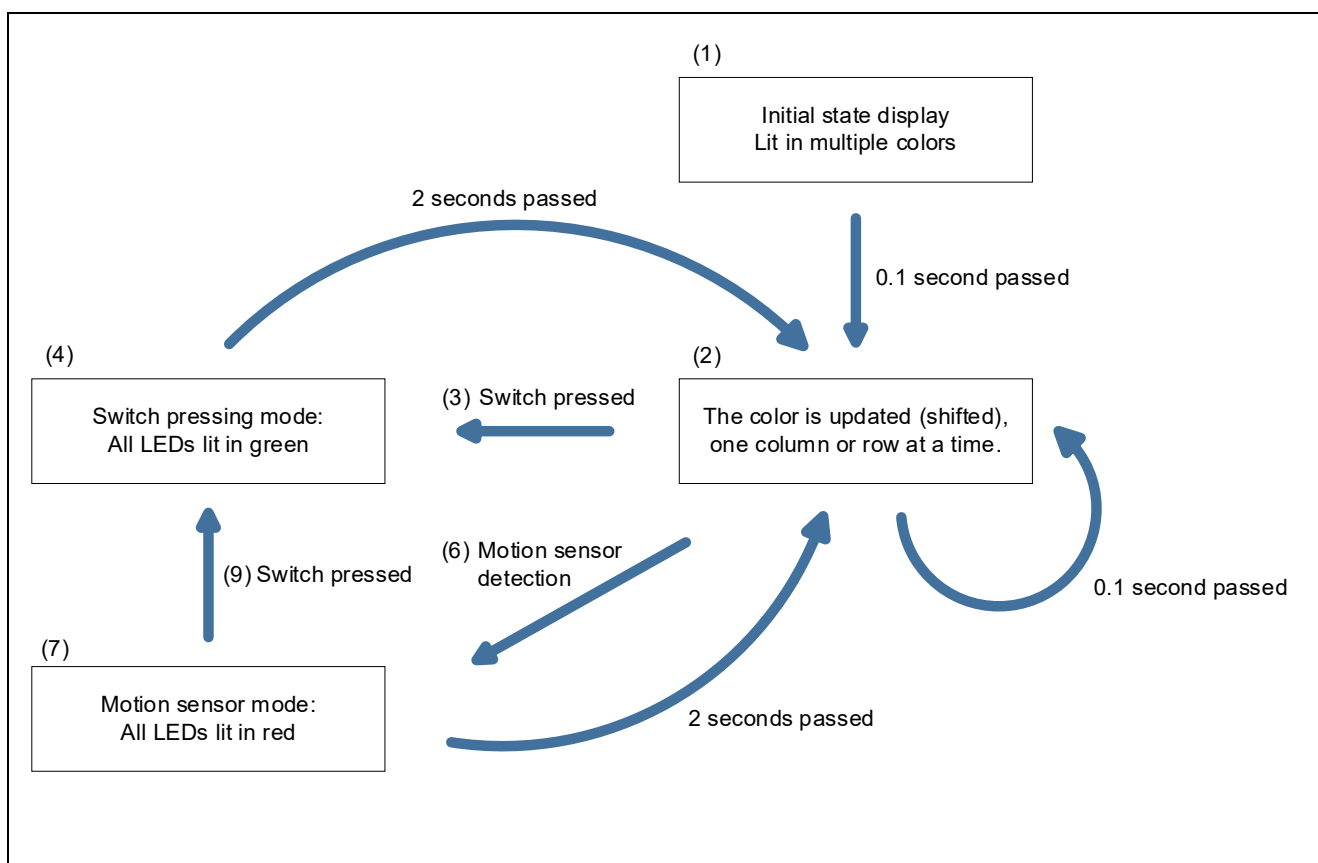 (1)
Initial state display
Lit in multiple colors
2 seconds passed
0.1 second passed
(4)
(2)
Switch pressing mode:
All LEDs lit in green
(3) Switch pressed
The color is updated (shifted),
one column or row at a time.
(6) Motion sensor
detection
(9) Switch pressed
0.1 second passed
(7)
Motion sensor mode:
All LEDs lit in red
2 seconds passed